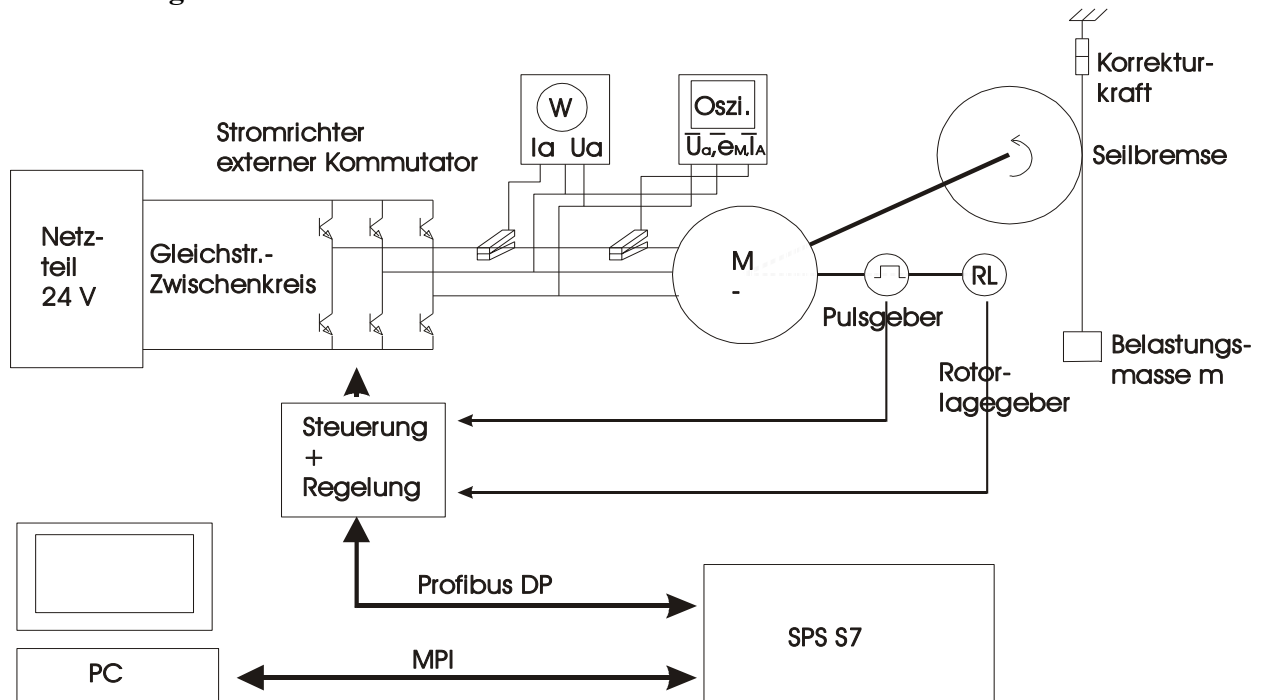 Korrektur-
kraft
W
Ia Ua
Oszi.
Ua,eM,IA
Stromrichter
externer Kommutator
Seilbremse
Netz-
teil
24 V
Gleichstr.-
Zwischenkreis
M
-
RL
Pulsgeber
Belastungs-
masse m
Rotor-
lagegeber
Steuerung
+
Regelung
Profibus DP
SPS S7
PC
MPI